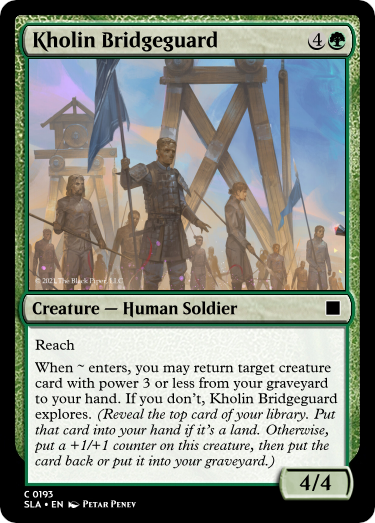 Kholin Bridgeguard 4
© 2021 The Black Piper, LLC
Creature — Human Soldier
Reach
When ~ enters, you may return target creature
card with power 3 or less from your graveyard
to your hand. If you don't, Kholin Bridgeguard
explores. (Reveal the top card of your library. Put
that card into your hand if it's a land. Otherwise,
put a +1/+1 counter on this creature, then put the
card back or put it into your graveyard.)
4/4
C 0193
SLA • EN Petar Penev